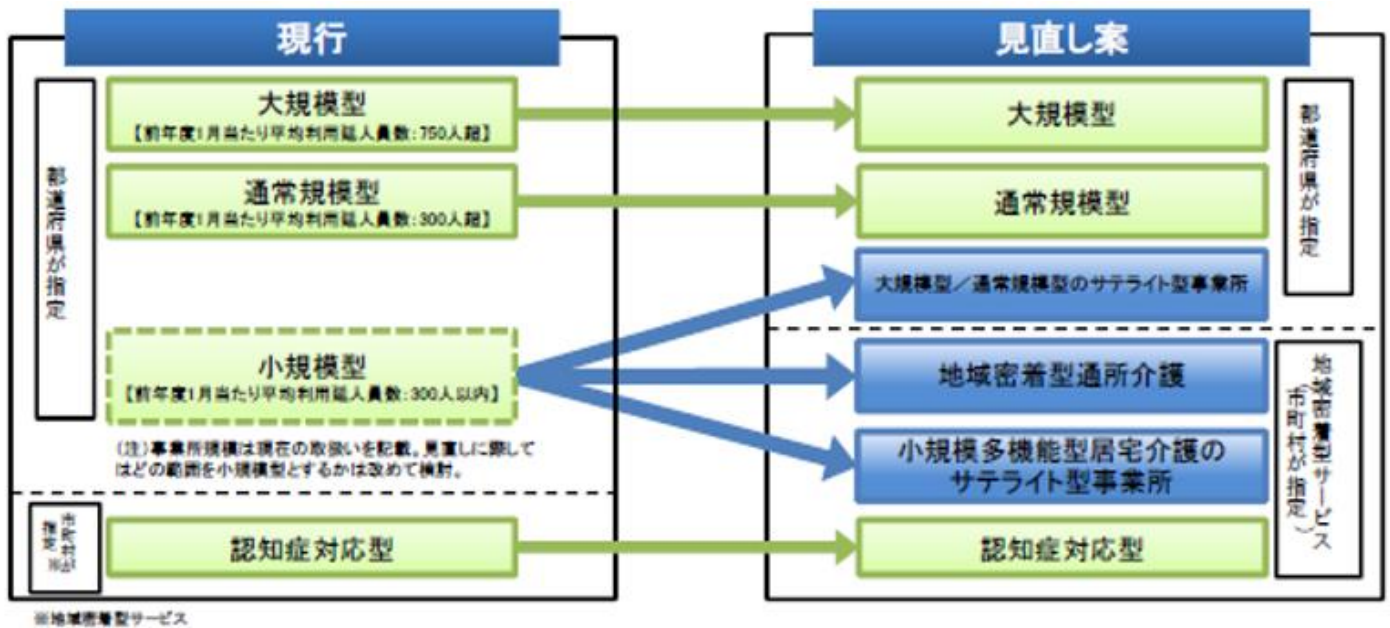 現行
都道府県が指定
大規模型
【前年度1月当たり平均利用延人員数:750人超】
通常規模型
【前年度1月当たり平均利用延人員数:300人超】
小規模型
【前年度1月当たり平均利用延人員数:300人以内】
(注)事業所規模は現在の取扱いを記載。見直しに際して
はどの範囲を小規模型とするかは改めて検討。
市町村が
指定※
認知症対応型
※地域密着型サービス
見直し案
大規模型
通常規模型
大規模型/通常規模型のサテライト型事業所
都道府県が指定
地域密着型通所介護
小規模多機能型居宅介護の
サテライト型事業所
認知症対応型
地域密着型サービス
(市町村が指定)